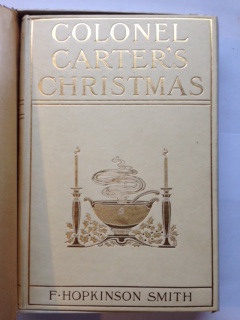 COLONEL
CARTER'S
CHRISTMAS
F·HOPKINSON SMITH